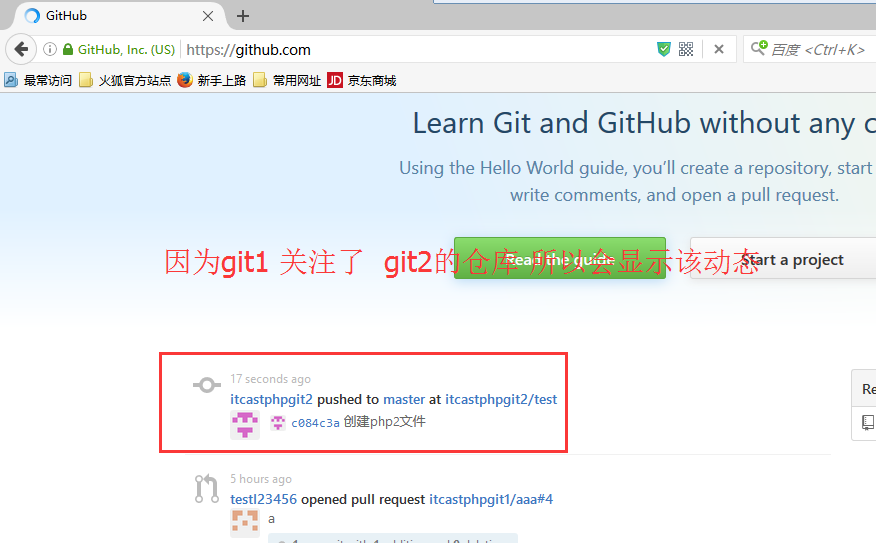 GitHub
GitHub, Inc. (US)
https://github.com
百度 <Ctrl+K>
最常访问
火狐官方站点
新手上路
常用网址
JD 京东商城
Learn Git and GitHub without any
Using the Hello World guide, you'll create a repository, start
write comments, and open a pull request.
Read the guide
Start a project
因为git1 关注了 git2的仓库 所以会显示该动态
17 seconds ago
itcastphpgit2 pushed to master at itcastphpgit2/test
c084c3a 创建php2文件
Re
5 hours ago
testl23456 opened pull request itcastphpgit1/aaa#4
a